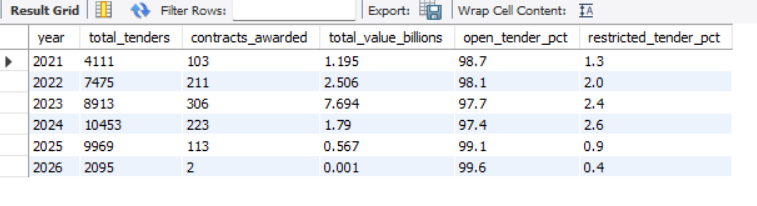 Result Grid Filter Rows: Export: Wrap Cell Content: IA
year total_tenders contracts_awarded total_value_billions open_tender_pct restricted_tender_pct
2021 4111 103 1.195 98.7 1.3
2022 7475 211 2.506 98.1 2.0
2023 8913 306 7.694 97.7 2.4
2024 10453 223 1.79 97.4 2.6
2025 9969 113 0.567 99.1 0.9
2026 2095 2 0.001 99.6 0.4